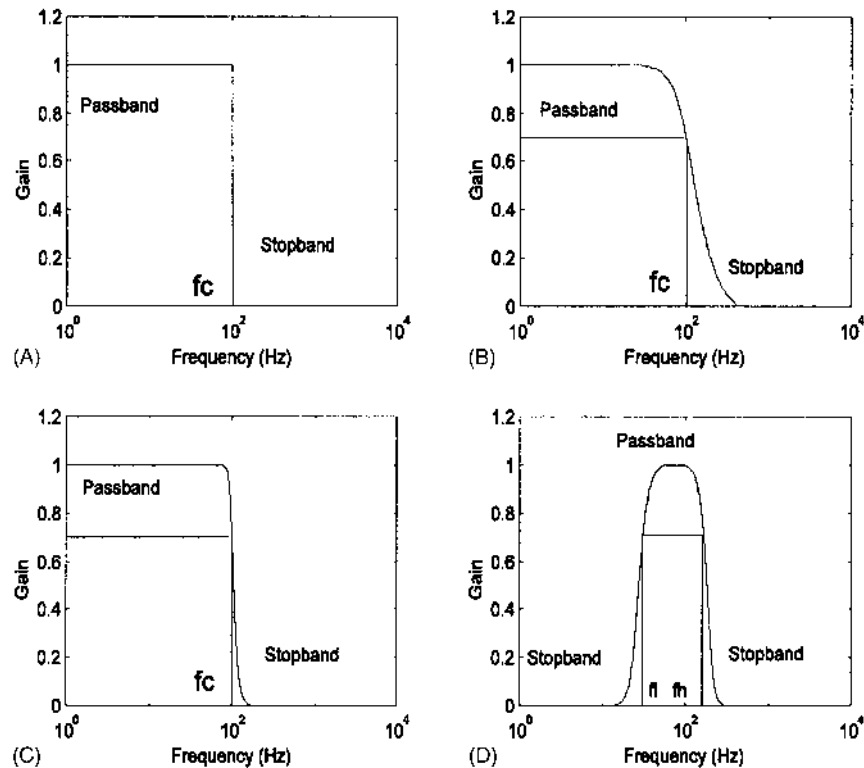 1.2
1
Passband
0.8
0.6
Gain
0.4
Stopband
0.2
fc
0
10^0
10^2
10^4
(A)
Frequency (Hz)
1.2
1
Passband
0.8
0.6
Gain
0.4
Stopband
0.2
fc
0
10^0
10^2
10^4
(B)
Frequency (Hz)
1.2
1
Passband
0.8
0.6
Gain
0.4
Stopband
0.2
fc
0
10^0
10^2
10^4
(C)
Frequency (Hz)
1.2
Passband
1
0.8
0.6
Gain
0.4
Stopband
Stopband
0.2
fl fh
0
10^0
10^2
10^4
(D)
Frequency (Hz)